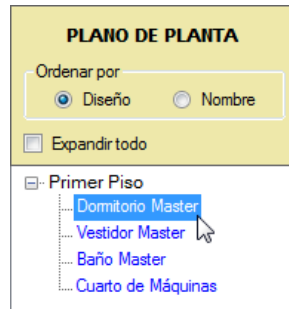 PLANO DE PLANTA
Ordenar por
Diseño Nombre
Expandir todo
Primer Piso
Dormitorio Master
Vestidor Master
Baño Master
Cuarto de Máquinas